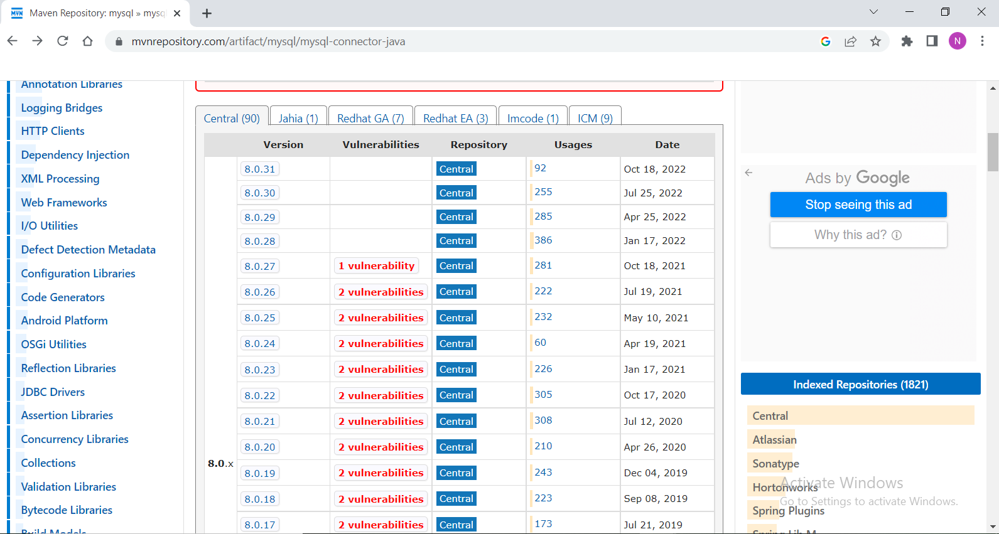 Maven Repository: mysql » mysq
mvnrepository.com/artifact/mysql/mysql-connector-java
N
Annotation Libraries
Logging Bridges
HTTP Clients
Dependency Injection
XML Processing
Web Frameworks
I/O Utilities
Defect Detection Metadata
Configuration Libraries
Code Generators
Android Platform
OSGi Utilities
Reflection Libraries
JDBC Drivers
Assertion Libraries
Concurrency Libraries
Collections
Validation Libraries
Bytecode Libraries
Build Models
Central (90) Jahia (1) Redhat GA (7) Redhat EA (3) Imcode (1) ICM (9)
Version Vulnerabilities Repository Usages Date
8.0.31 Central 92 Oct 18, 2022
8.0.30 Central 255 Jul 25, 2022
8.0.29 Central 285 Apr 25, 2022
8.0.28 Central 386 Jan 17, 2022
8.0.27 1 vulnerability Central 281 Oct 18, 2021
8.0.26 2 vulnerabilities Central 222 Jul 19, 2021
8.0.25 2 vulnerabilities Central 232 May 10, 2021
8.0.24 2 vulnerabilities Central 60 Apr 19, 2021
8.0.23 2 vulnerabilities Central 226 Jan 17, 2021
8.0.22 2 vulnerabilities Central 305 Oct 17, 2020
8.0.21 2 vulnerabilities Central 308 Jul 12, 2020
8.0.20 2 vulnerabilities Central 210 Apr 26, 2020
8.0.x
8.0.19 2 vulnerabilities Central 243 Dec 04, 2019
8.0.18 2 vulnerabilities Central 223 Sep 08, 2019
8.0.17 2 vulnerabilities Central 173 Jul 21, 2019
Ads by Google
Stop seeing this ad
Why this ad?
Indexed Repositories (1821)
Central
Atlassian
Sonatype
Hortonworks
Spring Plugins
Spring Lib M
Activate Windows
Go to Settings to activate Windows.